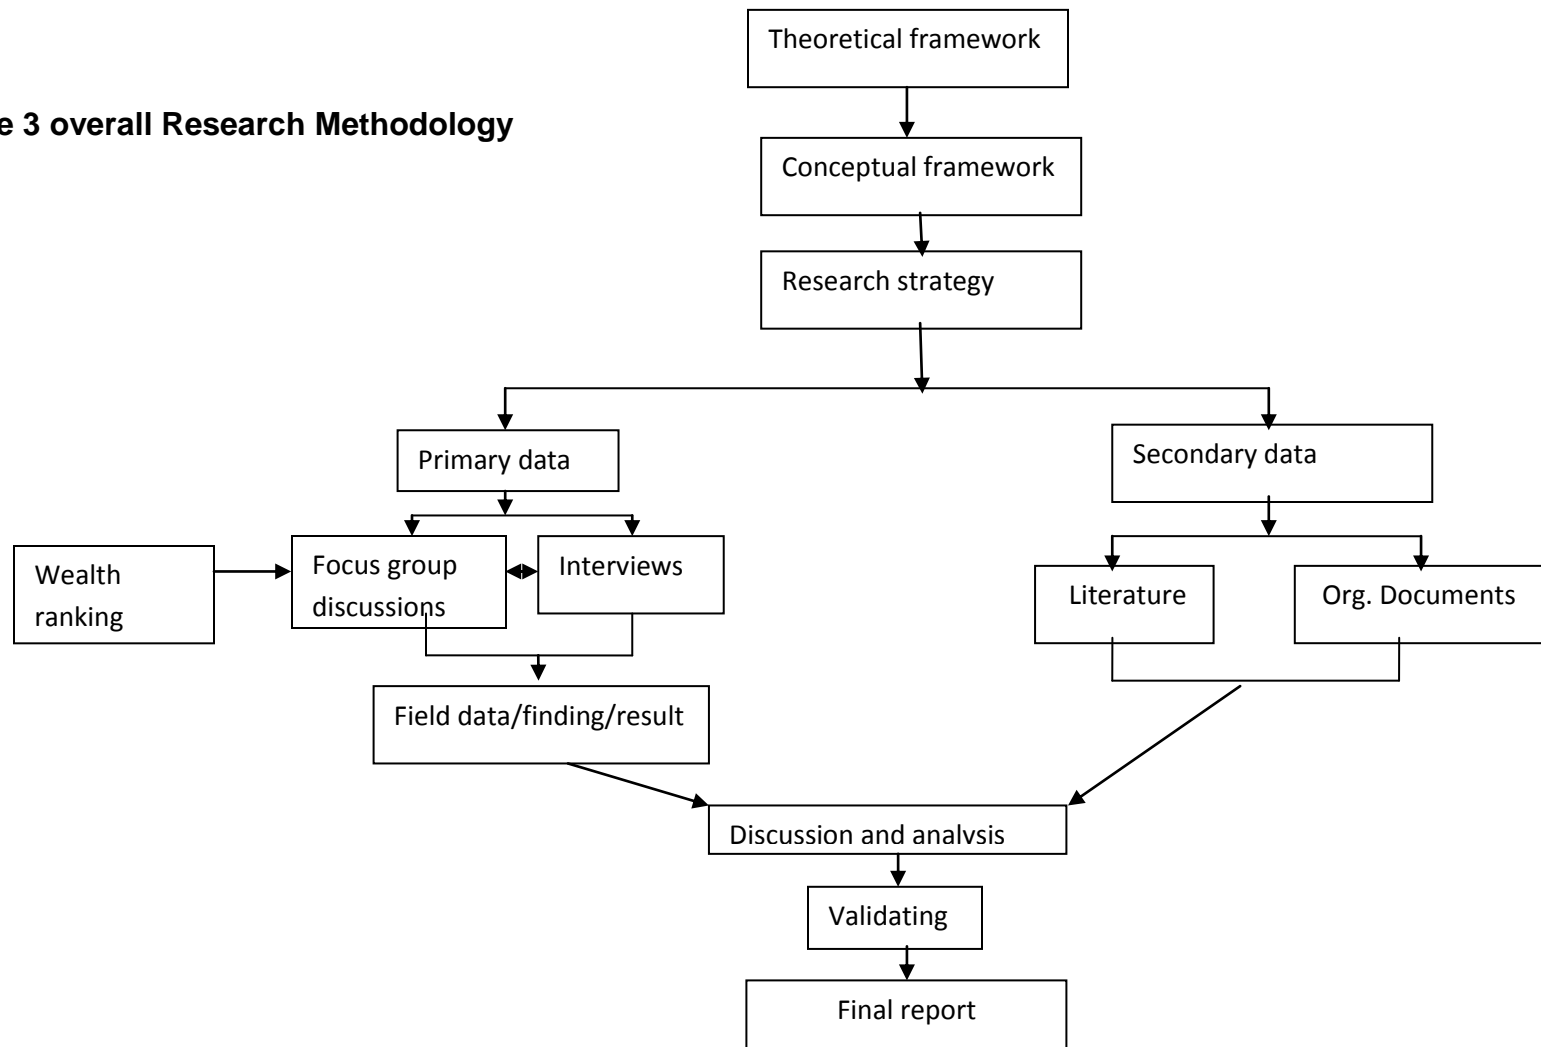 Theoretical framework
e 3 overall Research Methodology
Conceptual framework
Research strategy
Primary data
Secondary data
Wealth
ranking
Focus group
discussions
Interviews
Literature
Org. Documents
Field data/finding/result
Discussion and analysis
Validating
Final report